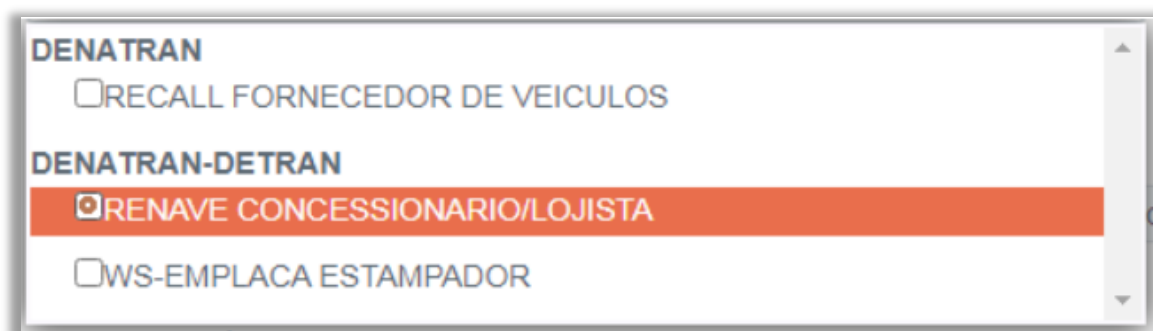 DENATRAN
RECALL FORNECEDOR DE VEICULOS
DENATRAN-DETRAN
RENAVE CONCESSIONARIO/LOJISTA
WS-EMPLACA ESTAMPADOR